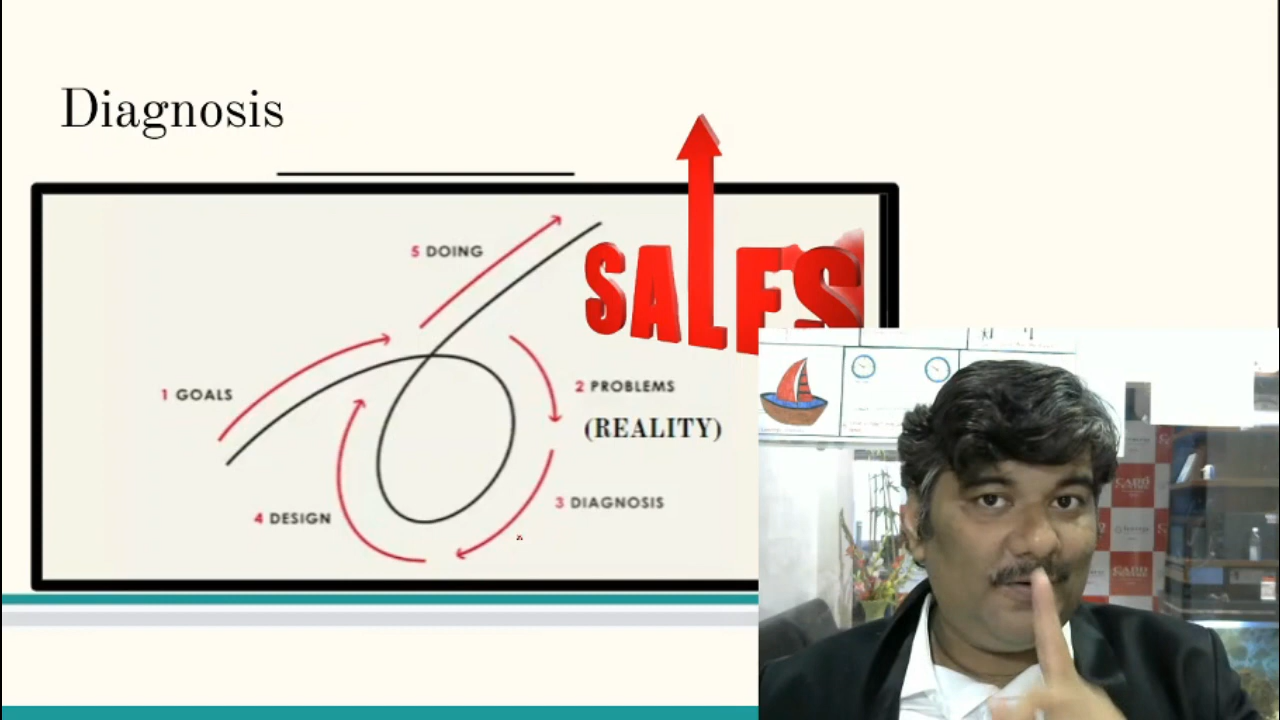 Diagnosis
SALES
5 DOING
1 GOALS
2 PROBLEMS
(REALITY)
3 DIAGNOSIS
4 DESIGN